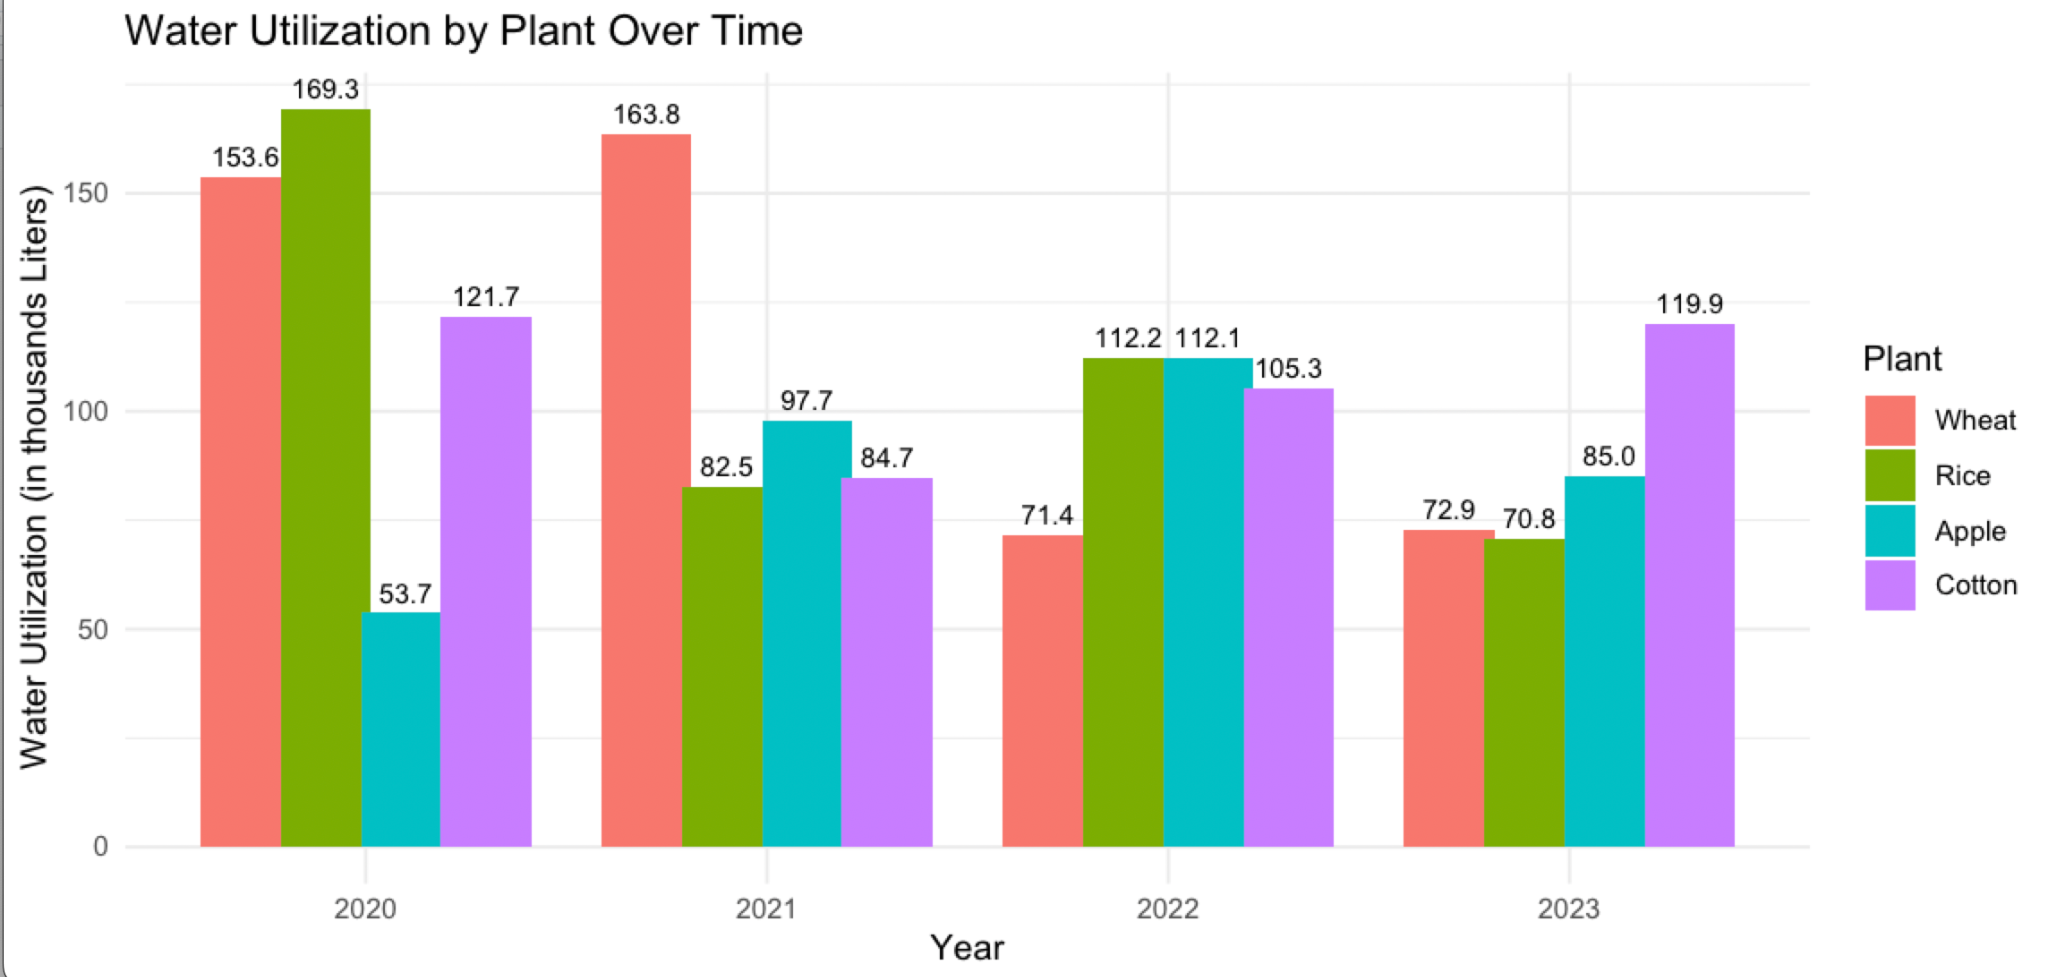 Water Utilization by Plant Over Time
169.3
163.8
153.6
150
121.7
119.9
112.2 112.1
105.3
100
97.7
84.7
85.0
82.5
72.9
70.8
71.4
53.7
50
0
Water Utilization (in thousands Liters)
2020 2021 2022 2023
Year
Plant
Wheat
Rice
Apple
Cotton